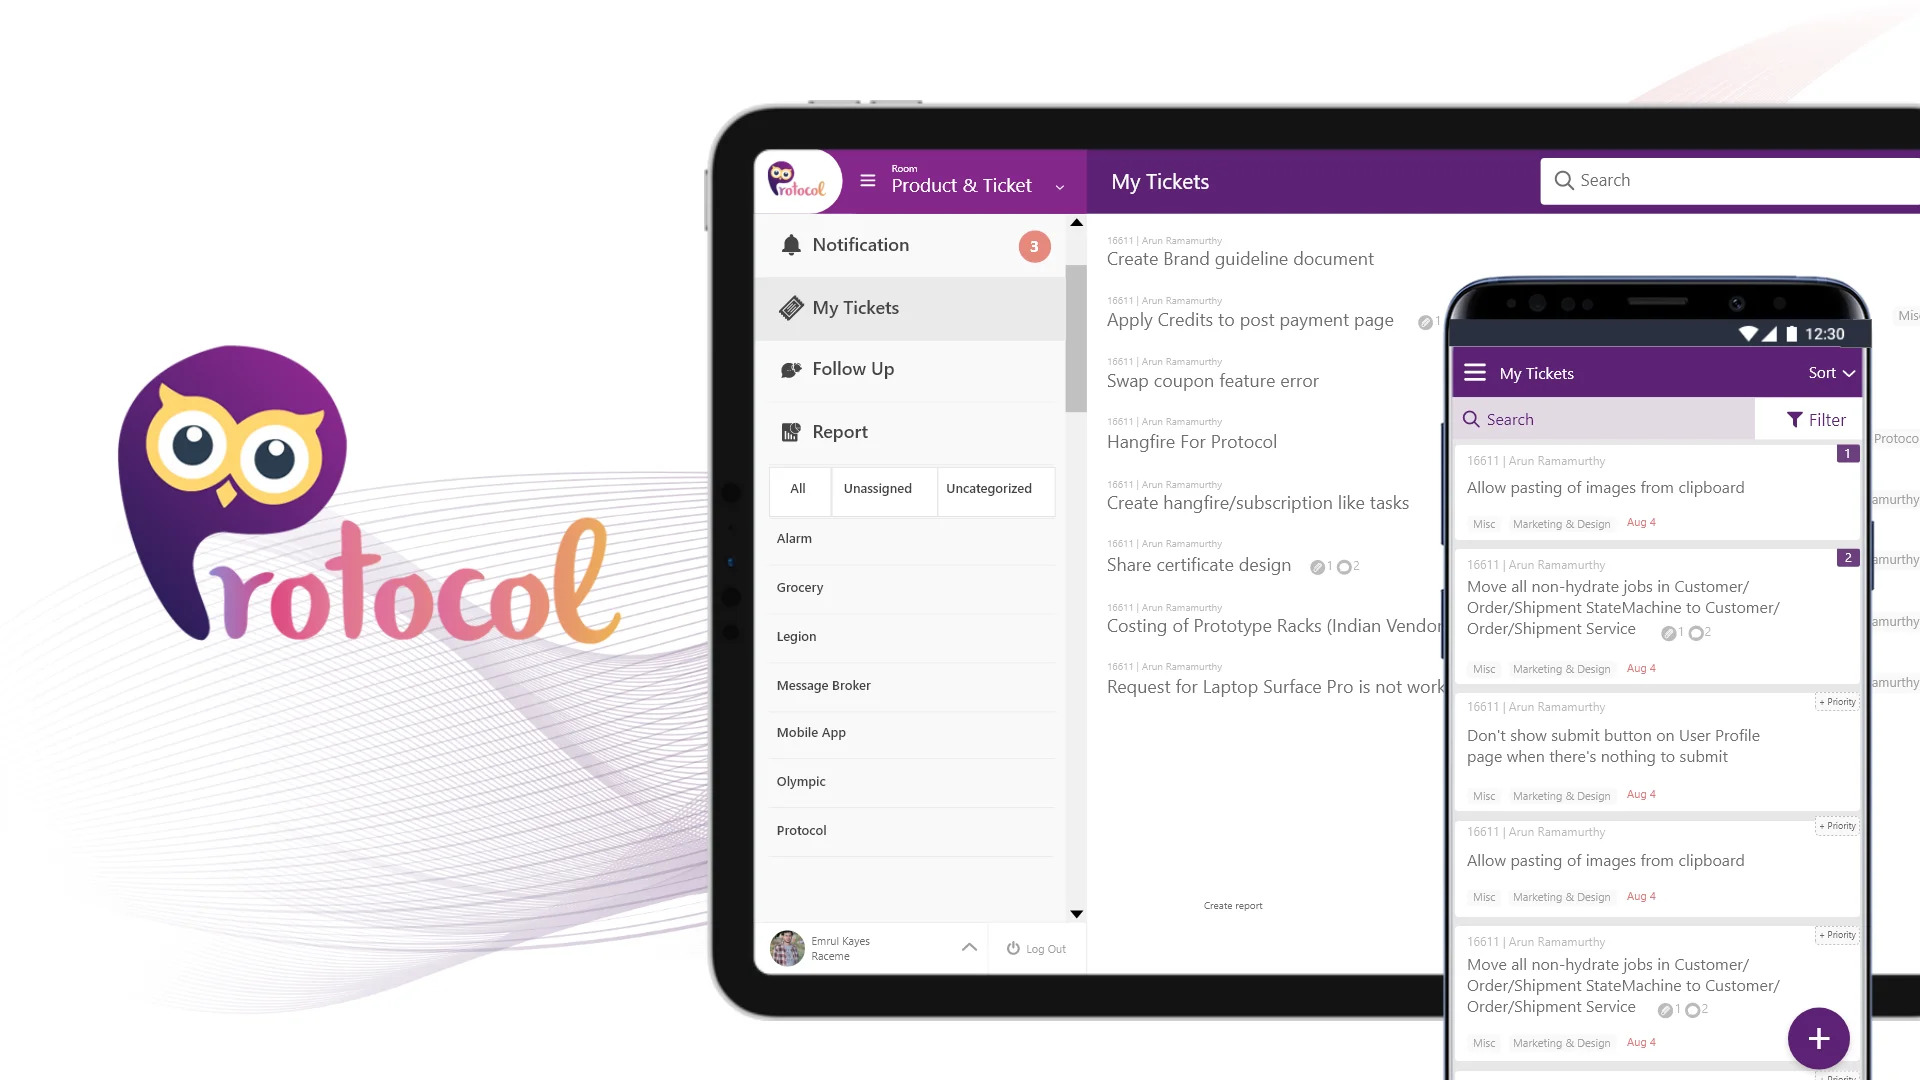 Protocol
Protocol
Room
Product & Ticket
My Tickets
Search
Notification
3
My Tickets
Follow Up
Report
All
Unassigned
Uncategorized
Alarm
Grocery
Legion
Message Broker
Mobile App
Olympic
Protocol
Emrul Kayes
Raceme
Log Out
16611 | Arun Ramamurthy
Create Brand guideline document
16611 | Arun Ramamurthy
Apply Credits to post payment page
1
16611 | Arun Ramamurthy
Swap coupon feature error
16611 | Arun Ramamurthy
Hangfire For Protocol
16611 | Arun Ramamurthy
Create hangfire/subscription like tasks
16611 | Arun Ramamurthy
Share certificate design
1 2
16611 | Arun Ramamurthy
Costing of Prototype Racks (Indian Vendor
16611 | Arun Ramamurthy
Request for Laptop Surface Pro is not work
Create report
Misc
Protoco
amurthy
amurthy
amurthy
amurthy
12:30
My Tickets
Sort
Search
Filter
1
16611 | Arun Ramamurthy
Allow pasting of images from clipboard
Misc Marketing & Design Aug 4
2
16611 | Arun Ramamurthy
Move all non-hydrate jobs in Customer/
Order/Shipment StateMachine to Customer/
Order/Shipment Service 1 2
Misc Marketing & Design Aug 4
+ Priority
16611 | Arun Ramamurthy
Don't show submit button on User Profile
page when there's nothing to submit
Misc Marketing & Design Aug 4
+ Priority
16611 | Arun Ramamurthy
Allow pasting of images from clipboard
Misc Marketing & Design Aug 4
+ Priority
16611 | Arun Ramamurthy
Move all non-hydrate jobs in Customer/
Order/Shipment StateMachine to Customer/
Order/Shipment Service 1 2
Misc Marketing & Design Aug 4
+ Priority